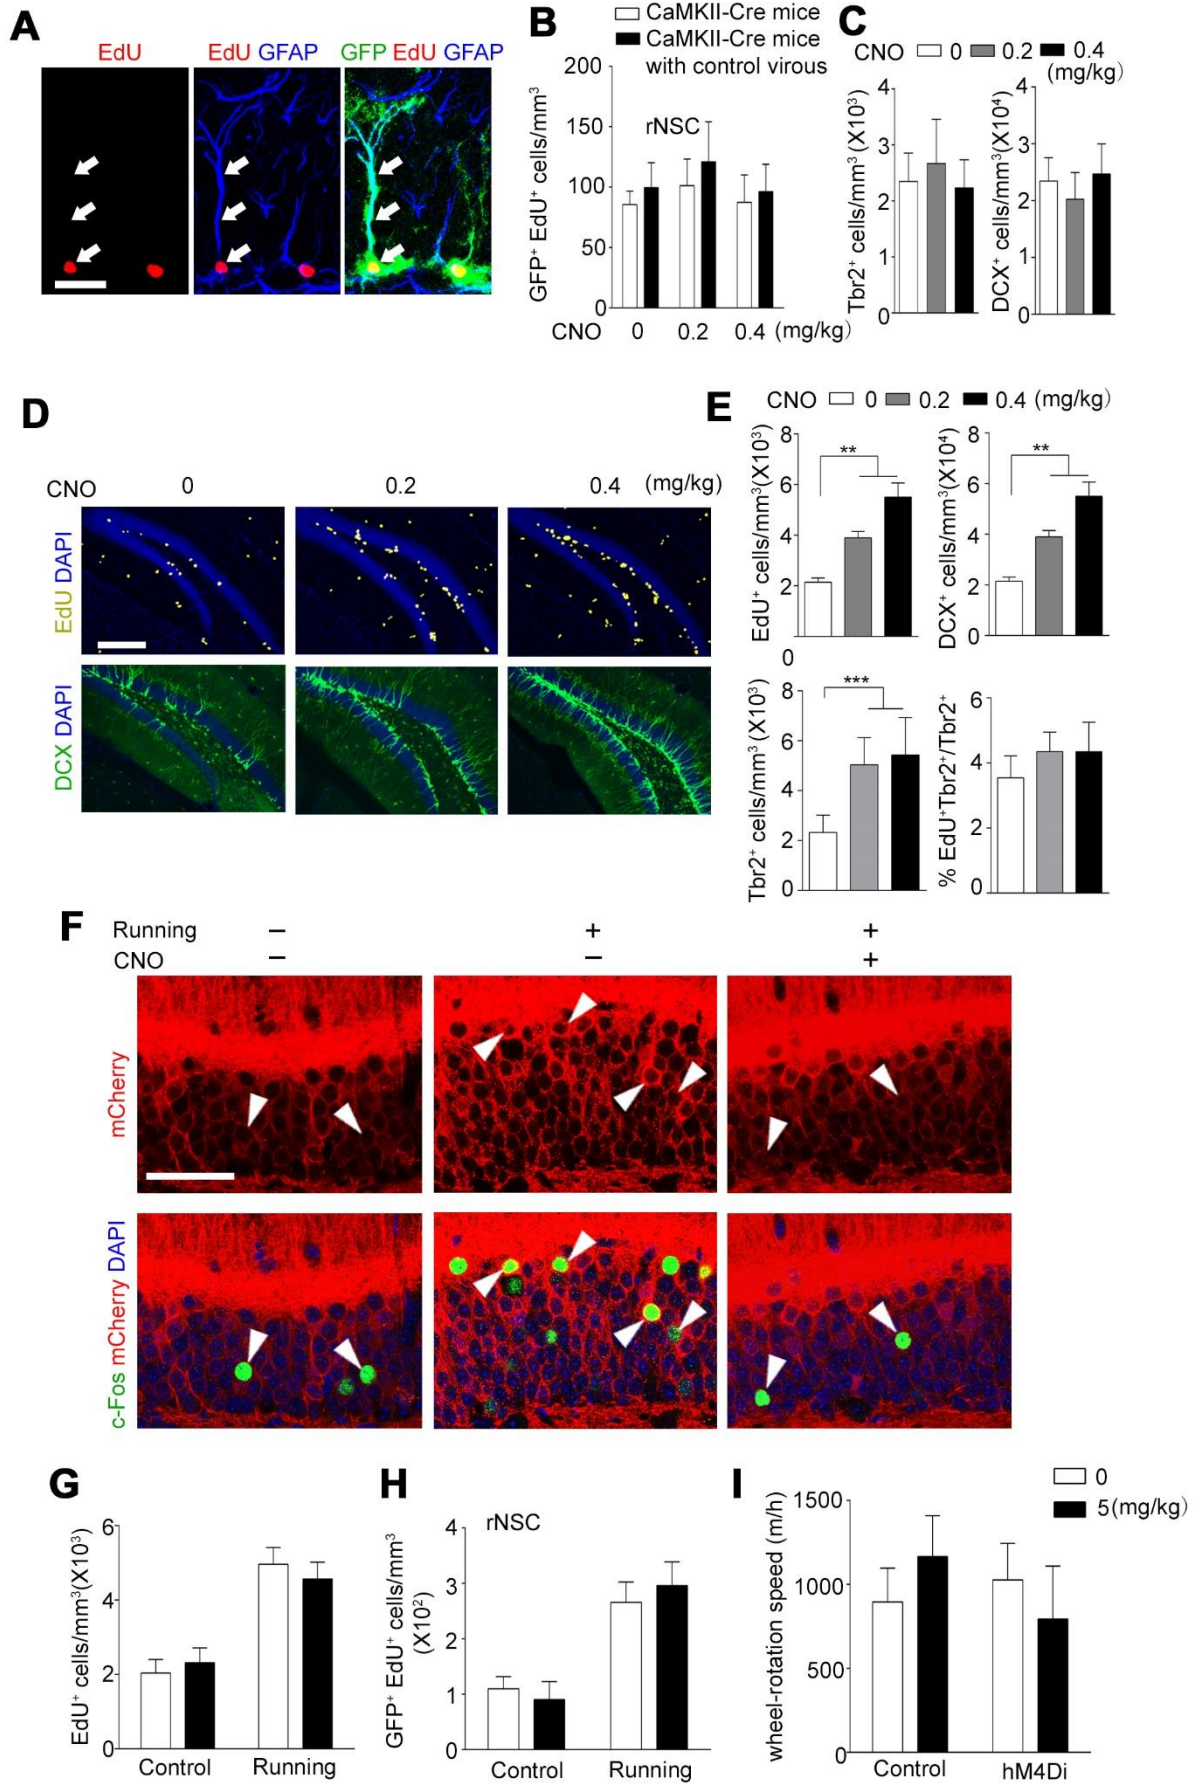 A
EdU
EdU GFAP
GFP EdU GFAP
B
CaMKII-Cre mice
CaMKII-Cre mice
with control virous
GFP⁺ EdU⁺ cells/mm³
200
150
100
50
0
rNSC
CNO 0 0.2 0.4 (mg/kg)
C
CNO 0 0.2 0.4
(mg/kg)
Tbr2⁺ cells/mm³ (X10³)
4
3
2
1
0
DCX⁺ cells/mm³(X10⁴)
4
3
2
1
0
D
CNO 0 0.2 0.4 (mg/kg)
EdU DAPI
DCX DAPI
E
CNO 0 0.2 0.4 (mg/kg)
EdU⁺ cells/mm³(X10³)
8
6
4
2
0
**
DCX⁺ cells/mm³(X10⁴)
8
6
4
2
0
**
Tbr2⁺ cells/mm³ (X10³)
8
6
4
2
0
***
% EdU⁺Tbr2⁺/Tbr2⁺
6
4
2
0
F
Running – + +
CNO – – +
mCherry
c-Fos mCherry DAPI
G
EdU⁺ cells/mm³(X10³)
6
4
2
0
Control Running
H
rNSC
GFP⁺ EdU⁺ cells/mm³
(X10²)
4
3
2
1
0
Control Running
I
0
5(mg/kg)
wheel-rotation speed (m/h)
1500
1000
500
0
Control hM4Di